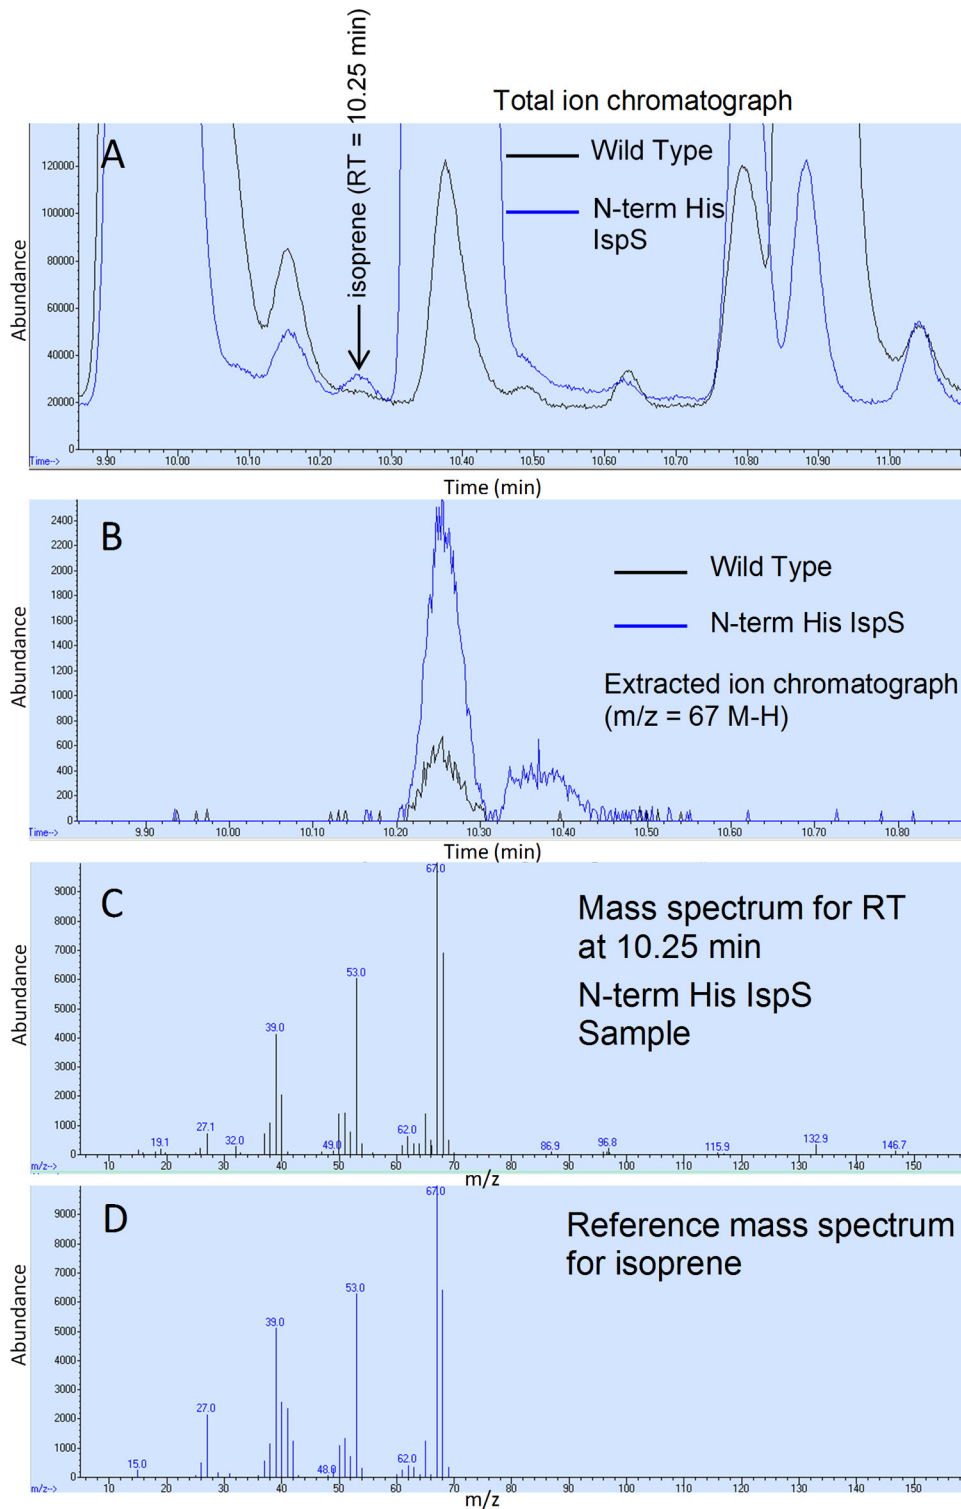 Total ion chromatograph
isoprene (RT = 10.25 min)
A
Wild Type
N-term His
IspS
Abundance
120000
100000
80000
60000
40000
20000
0
Time-->
9.90 10.00 10.10 10.20 10.30 10.40 10.50 10.60 10.70 10.80 10.90 11.00
Time (min)
B
Wild Type
N-term His IspS
Extracted ion chromatograph
(m/z = 67 M-H)
Abundance
2400
2200
2000
1800
1600
1400
1200
1000
800
600
400
200
0
Time-->
9.90 10.00 10.10 10.20 10.30 10.40 10.50 10.60 10.70 10.80
Time (min)
C
Mass spectrum for RT
at 10.25 min
N-term His IspS
Sample
Abundance
9000
8000
7000
6000
5000
4000
3000
2000
1000
0
67.0
53.0
39.0
27.1
19.1
32.0
49.0
62.0
86.9
96.8
115.9
132.9
146.7
m/z-->
10 20 30 40 50 60 70 80 90 100 110 120 130 140 150
m/z
D
Reference mass spectrum
for isoprene
Abundance
9000
8000
7000
6000
5000
4000
3000
2000
1000
0
67.0
53.0
39.0
27.0
15.0
48.0
62.0
m/z-->
10 20 30 40 50 60 70 80 90 100 110 120 130 140 150
m/z